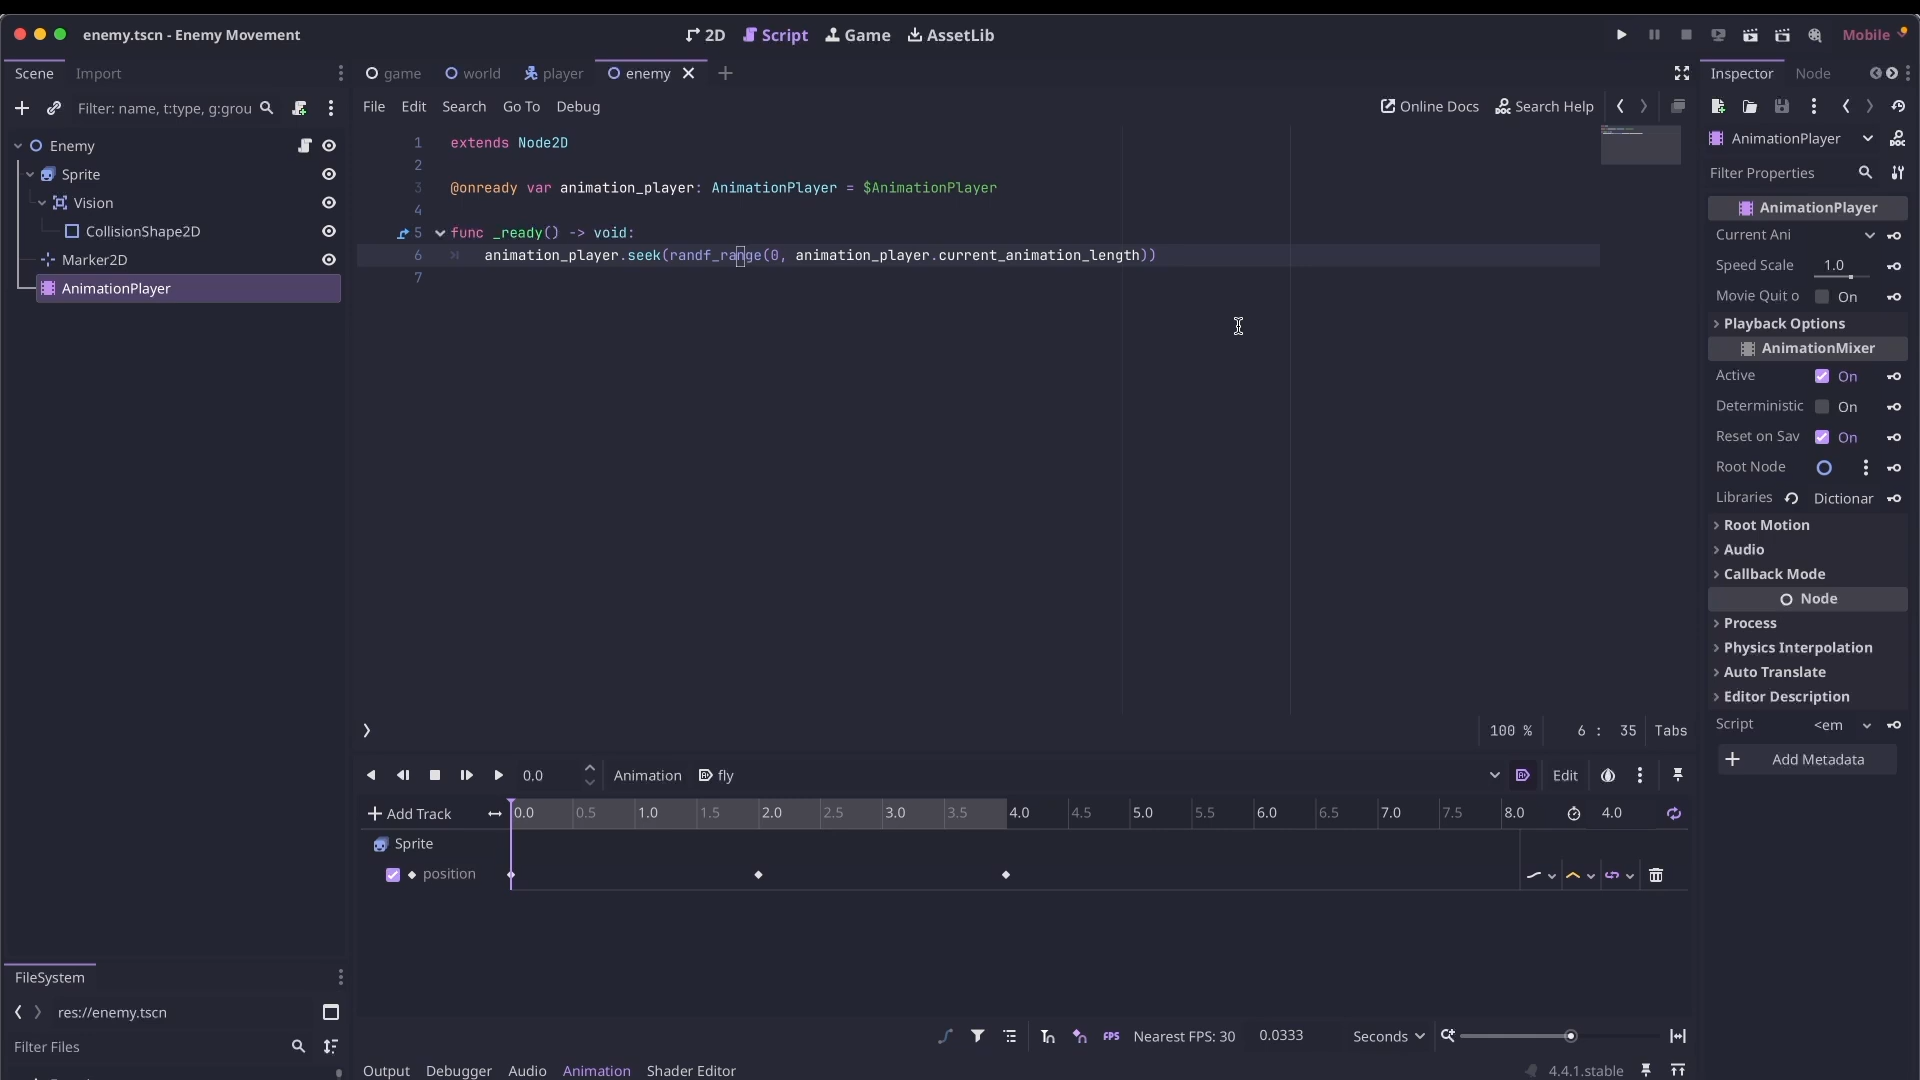 enemy.tscn - Enemy Movement
2D Script Game AssetLib
Mobile
Scene Import
game world player enemy
Inspector Node
Filter: name, t:type, g:grou
File Edit Search Go To Debug
Online Docs Search Help
Enemy
Sprite
Vision
CollisionShape2D
Marker2D
AnimationPlayer
1 extends Node2D
2
3 @onready var animation_player: AnimationPlayer = $AnimationPlayer
4
5 func _ready() -> void:
6 animation_player.seek(randf_range(0, animation_player.current_animation_length))
7
AnimationPlayer
Filter Properties
AnimationPlayer
Current Ani
Speed Scale 1.0
Movie Quit o On
Playback Options
AnimationMixer
Active On
Deterministic On
Reset on Sav On
Root Node
Libraries Dictionar
Root Motion
Audio
Callback Mode
Node
Process
Physics Interpolation
Auto Translate
Editor Description
Script <em
Add Metadata
100 % 6 : 35 Tabs
0.0 Animation fly Edit
Add Track 0.0 0.5 1.0 1.5 2.0 2.5 3.0 3.5 4.0 4.5 5.0 5.5 6.0 6.5 7.0 7.5 8.0 4.0
Sprite
position
FileSystem
res://enemy.tscn
Filter Files
FPS Nearest FPS: 30 0.0333 Seconds
Output Debugger Audio Animation Shader Editor 4.4.1.stable